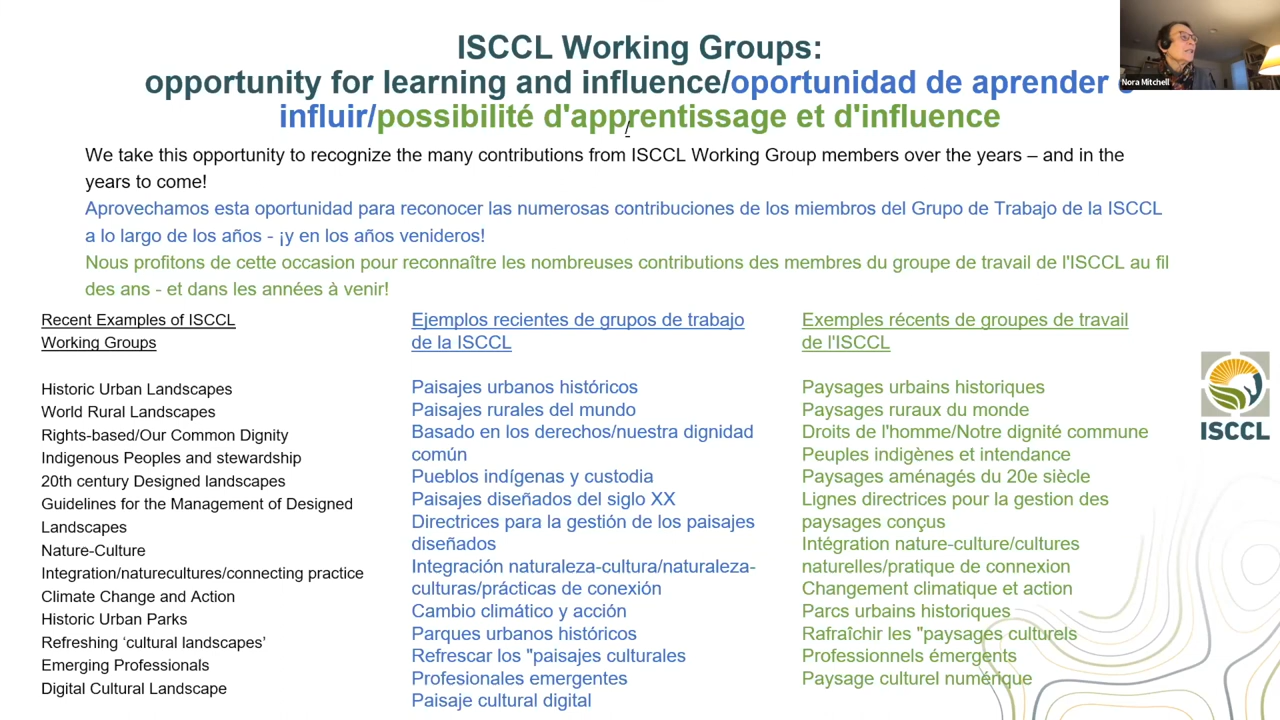 ISCCL Working Groups:
opportunity for learning and influence/oportunidad de aprender
influir/possibilité d'apprentissage et d'influence
Nora Mitchell
We take this opportunity to recognize the many contributions from ISCCL Working Group members over the years – and in the
years to come!
Aprovechamos esta oportunidad para reconocer las numerosas contribuciones de los miembros del Grupo de Trabajo de la ISCCL
a lo largo de los años - ¡y en los años venideros!
Nous profitons de cette occasion pour reconnaître les nombreuses contributions des membres du groupe de travail de l'ISCCL au fil
des ans - et dans les années à venir!
Recent Examples of ISCCL
Working Groups
Historic Urban Landscapes
World Rural Landscapes
Rights-based/Our Common Dignity
Indigenous Peoples and stewardship
20th century Designed landscapes
Guidelines for the Management of Designed
Landscapes
Nature-Culture
Integration/naturecultures/connecting practice
Climate Change and Action
Historic Urban Parks
Refreshing ‘cultural landscapes’
Emerging Professionals
Digital Cultural Landscape
Ejemplos recientes de grupos de trabajo
de la ISCCL
Paisajes urbanos históricos
Paisajes rurales del mundo
Basado en los derechos/nuestra dignidad
común
Pueblos indígenas y custodia
Paisajes diseñados del siglo XX
Directrices para la gestión de los paisajes
diseñados
Integración naturaleza-cultura/naturaleza-
culturas/prácticas de conexión
Cambio climático y acción
Parques urbanos históricos
Refrescar los "paisajes culturales
Profesionales emergentes
Paisaje cultural digital
Exemples récents de groupes de travail
de l'ISCCL
Paysages urbains historiques
Paysages ruraux du monde
Droits de l'homme/Notre dignité commune
Peuples indigènes et intendance
Paysages aménagés du 20e siècle
Lignes directrices pour la gestion des
paysages conçus
Intégration nature-culture/cultures
naturelles/pratique de connexion
Changement climatique et action
Parcs urbains historiques
Rafraîchir les "paysages culturels
Professionnels émergents
Paysage culturel numérique
ISCCL